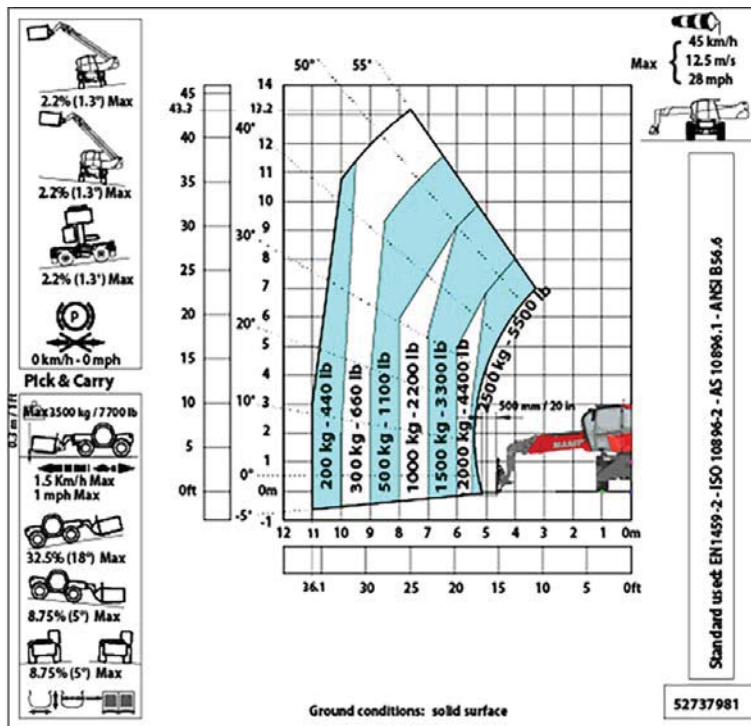 2.2% (1.3°) Max
2.2% (1.3°) Max
2.2% (1.3°) Max
P
0 km/h - 0 mph
Pick & Carry
0.3 m / 1 ft
Max 3500 kg / 7700 lb
1.5 Km/h Max
1 mph Max
32.5% (18°) Max
8.75% (5°) Max
8.75% (5°) Max
Max
45 km/h
12.5 m/s
28 mph
50° 55°
40°
30°
20°
10°
0°
-5°
45
43.3
40
35
30
25
20
15
10
5
0ft
14
13.2
12
11
10
9
8
7
6
5
4
3
2
1
0m
-1
200 kg - 440 lb
300 kg - 660 lb
500 kg - 1100 lb
1000 kg - 2200 lb
1500 kg - 3300 lb
2000 kg - 4400 lb
2500 kg - 5500 lb
500 mm / 20 in
12 11 10 9 8 7 6 5 4 3 2 1 0m
36.1 30 25 20 15 10 5 0ft
Ground conditions: solid surface
Standard used: EN1459-2 - ISO 10896-2 - AS 10896.1 - ANSI B56.6
52737981